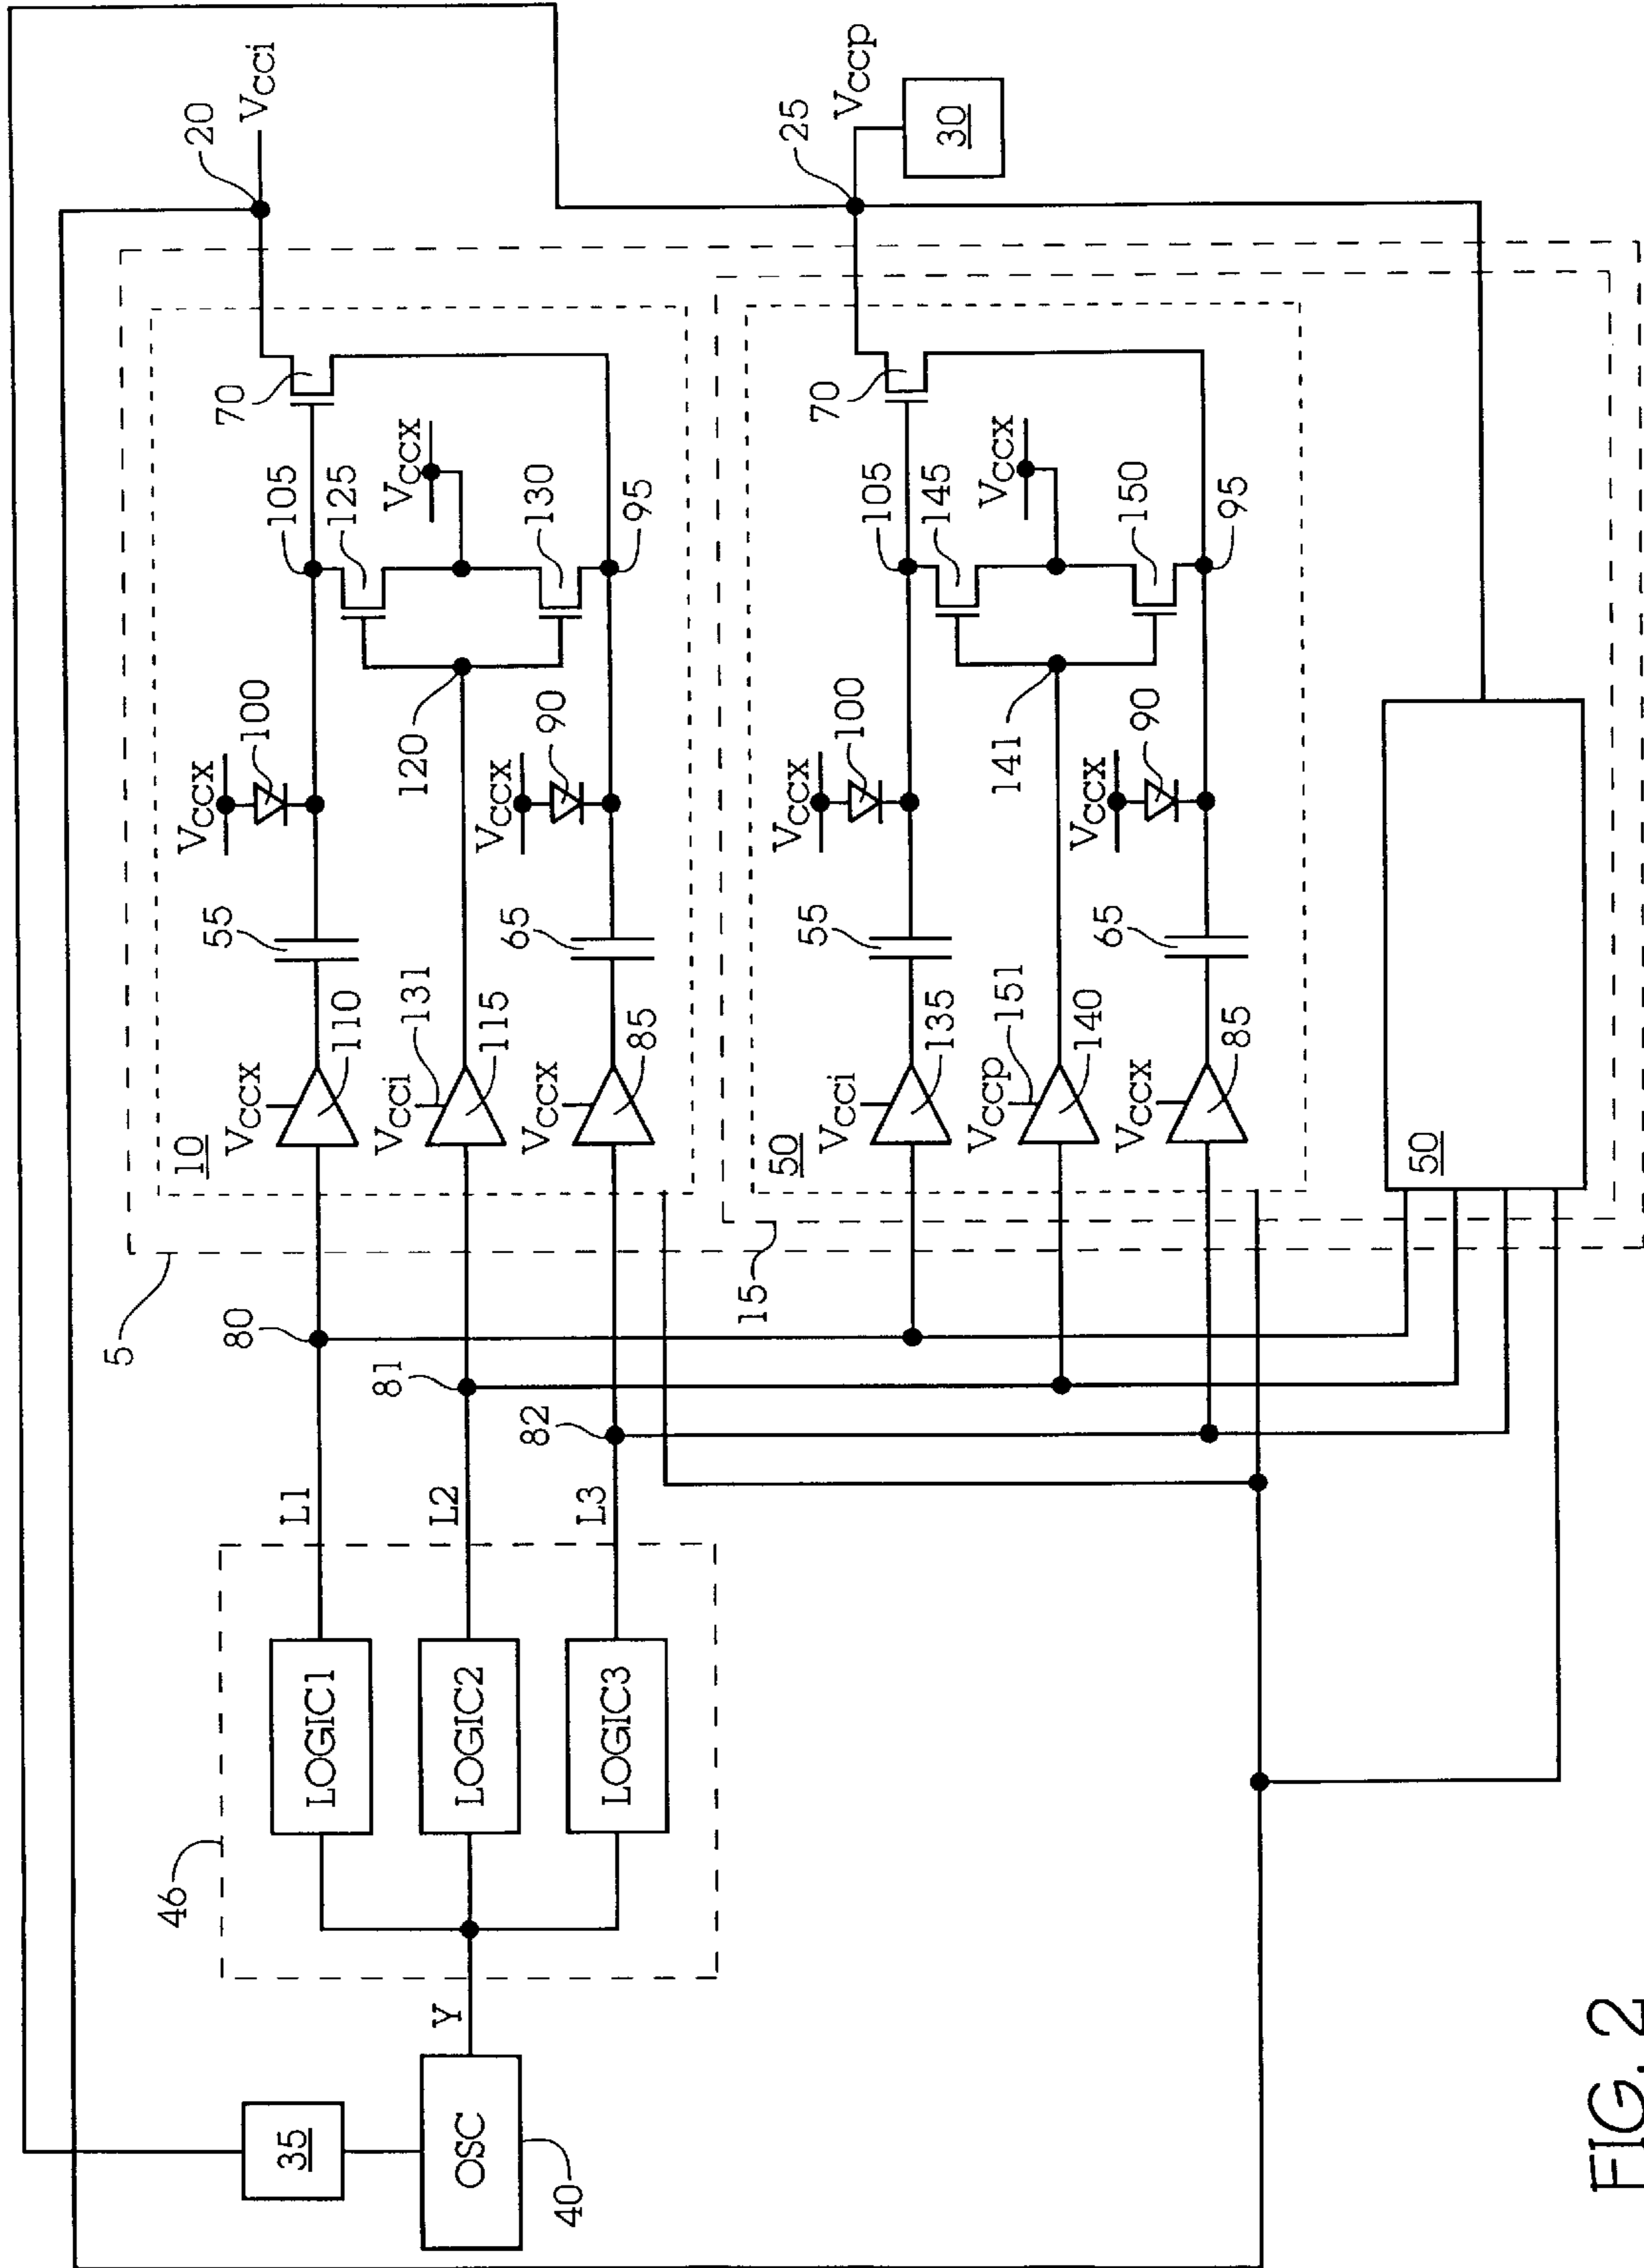 35
OSC
40
Y
46
LOGIC1
LOGIC2
LOGIC3
L1
L2
L3
80
81
82
5
15
10
Vccx
110
55
Vccx
100
105
125
70
20
Vcci
Vcci
131
115
120
Vccx
130
Vccx
85
65
Vccx
90
95
50
Vcci
135
55
Vccx
100
105
145
70
25
Vccp
30
Vccp
151
140
141
Vccx
150
Vccx
85
65
Vccx
90
95
50
FIG. 2